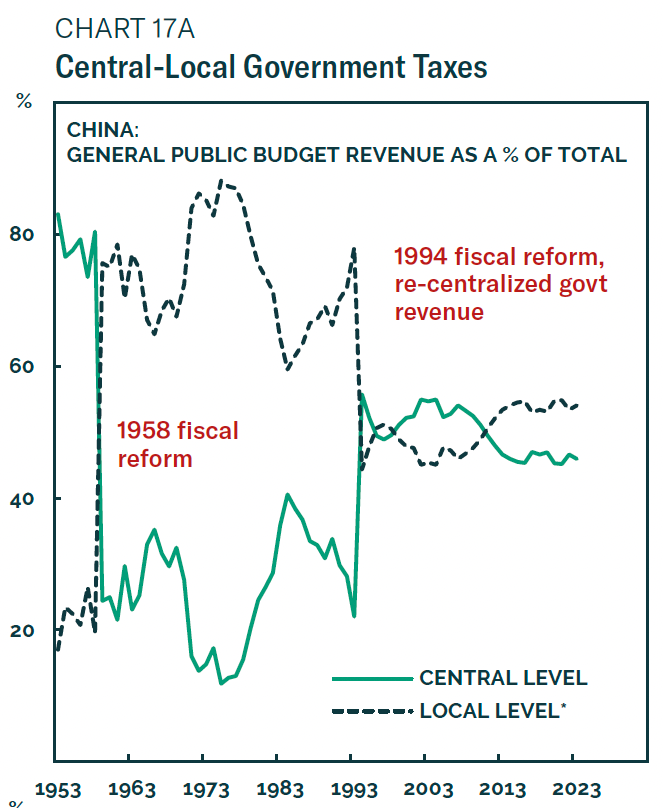 CHART 17A
Central-Local Government Taxes
%
CHINA:
GENERAL PUBLIC BUDGET REVENUE AS A % OF TOTAL
80
1994 fiscal reform,
re-centralized govt
revenue
60
1958 fiscal
reform
40
20
CENTRAL LEVEL
LOCAL LEVEL*
1953 1963 1973 1983 1993 2003 2013 2023
%